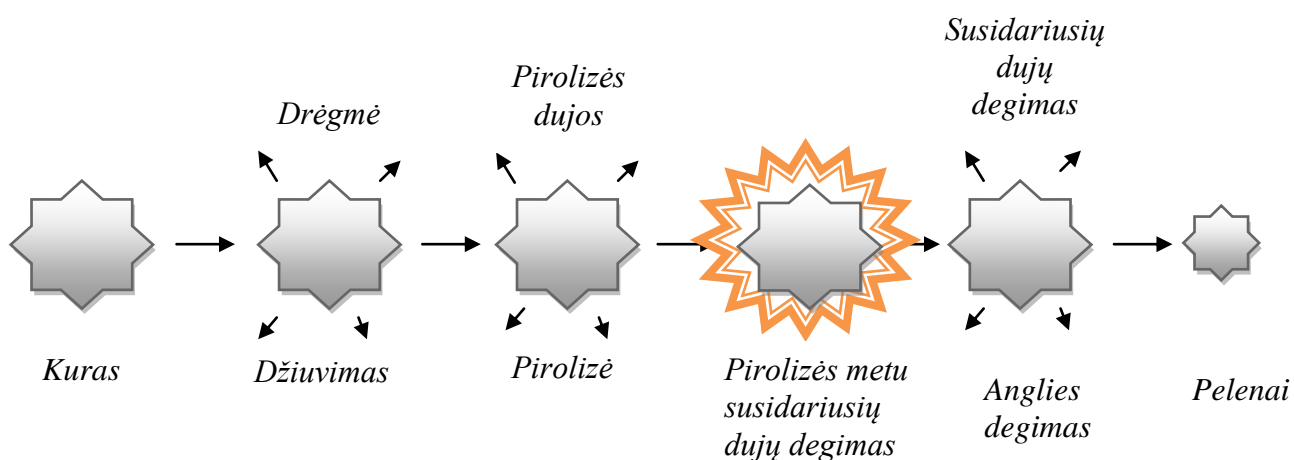 Susidariusių
dujų
degimas
Pirolizės
dujos
Drėgmė
Kuras
Džiuvimas
Pirolizė
Pirolizės metu
susidariusių
dujų degimas
Anglies
degimas
Pelenai